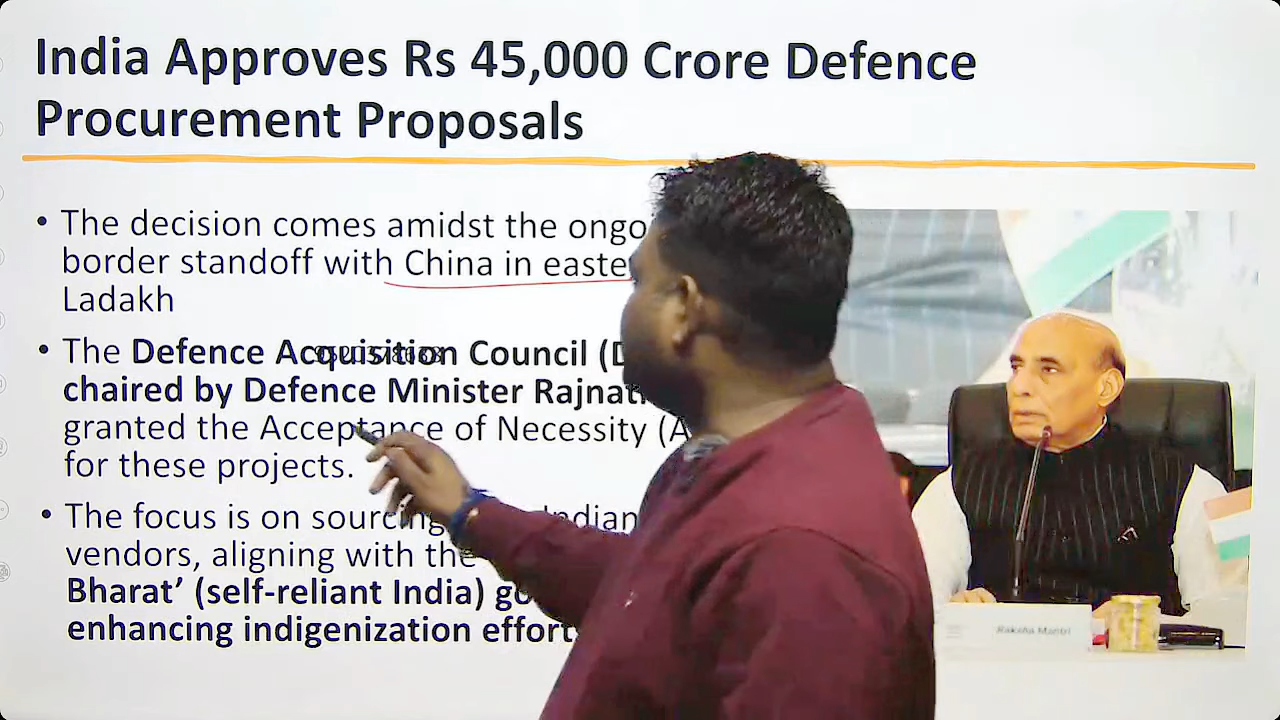 India Approves Rs 45,000 Crore Defence
Procurement Proposals
• The decision comes amidst the ongo
border standoff with China in easte
Ladakh
• The Defence Acquisition Council (D
chaired by Defence Minister Rajnat
granted the Acceptance of Necessity (A
for these projects.
• The focus is on sourcing Indian
vendors, aligning with the
Bharat’ (self-reliant India) go
enhancing indigenization effort
Raksha Mantri